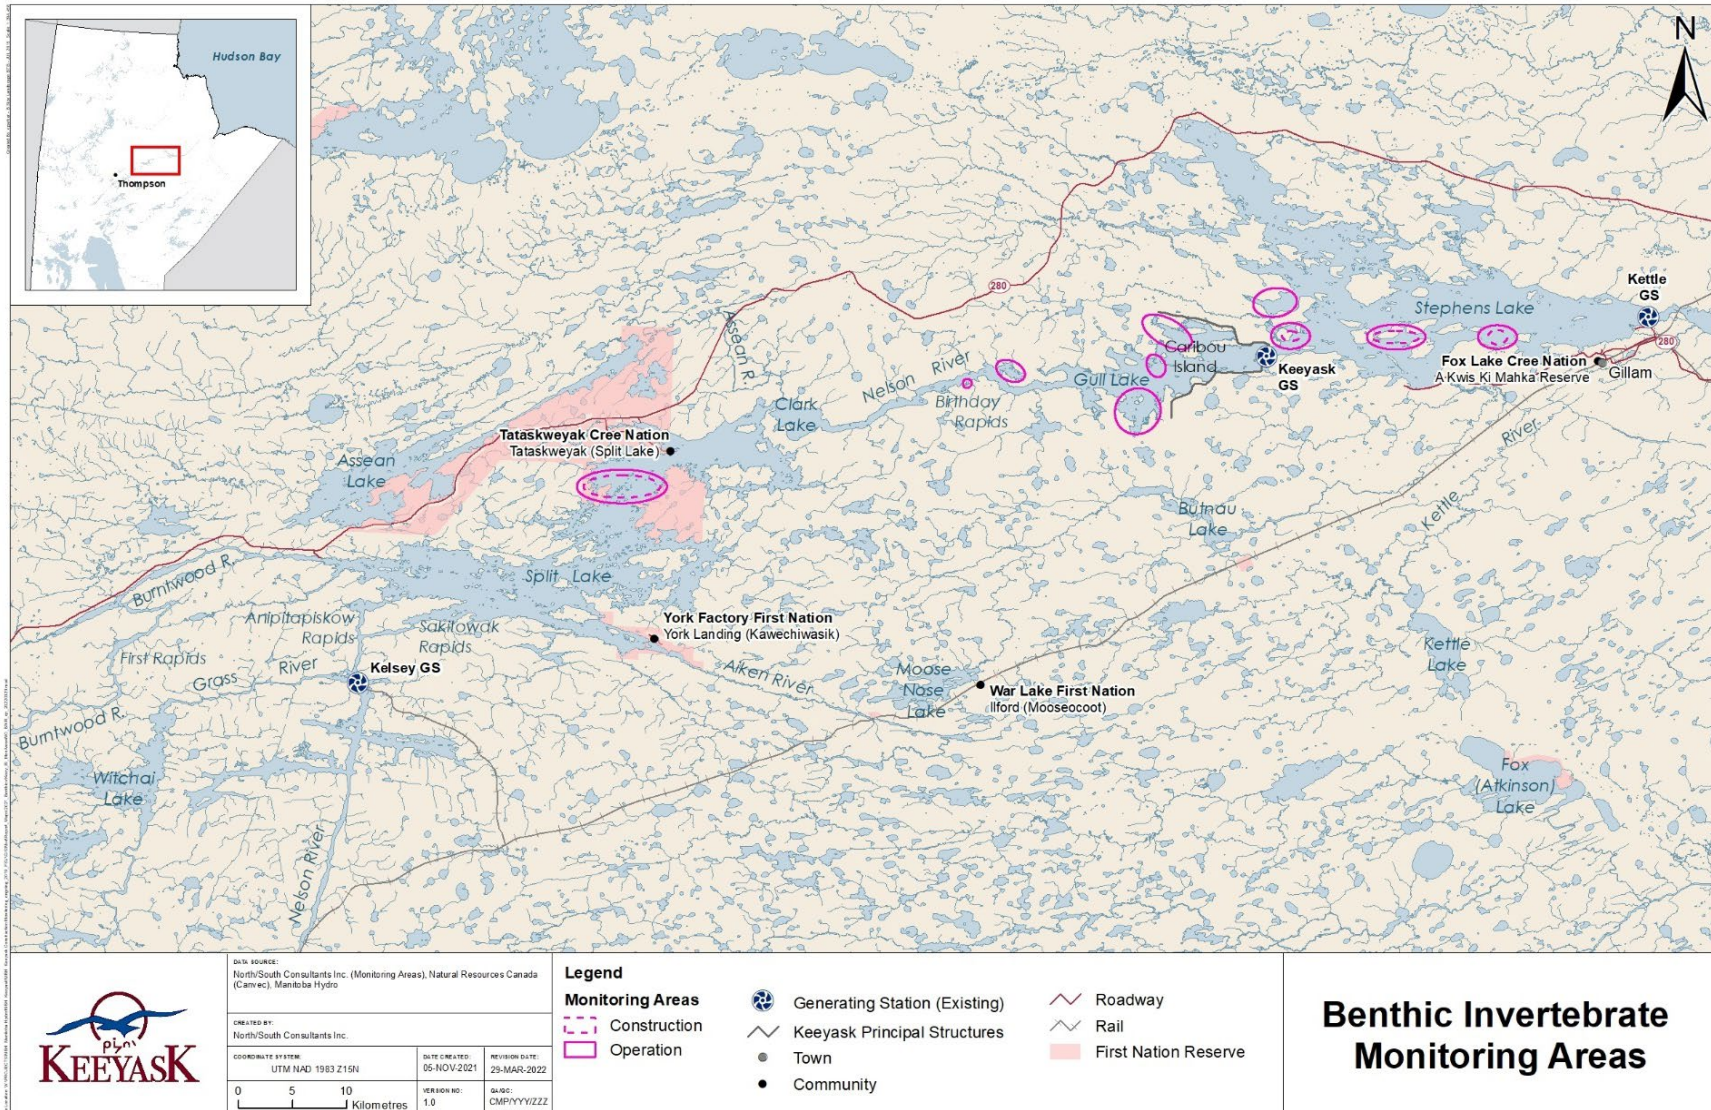 Hudson Bay
Thompson
N
280
Kettle
GS
Stephens Lake
280
Fox Lake Cree Nation
A Kwis Ki Mahka Reserve
Gillam
Keeyask
GS
Caribou
Island
Gull Lake
Nelson River
Birthday
Rapids
Clark
Lake
Assean R.
Tataskweyak Cree Nation
Tataskweyak (Split Lake)
Assean
Lake
Butnau
Lake
Kettle River
Burntwood R.
Split Lake
Anipitapiskow
Rapids
Sakitowak
Rapids
York Factory First Nation
York Landing (Kawechiwasik)
First Rapids
Grass River
Kelsey GS
Aiken River
Moose
Nose
Lake
War Lake First Nation
Ilford (Mooseocoot)
Kettle
Lake
Burntwood R.
Witchai
Lake
Fox
(Atkinson)
Lake
Nelson River
KEEYASK
DATA SOURCE:
North/South Consultants Inc. (Monitoring Areas), Natural Resources Canada
(Canvec), Manitoba Hydro
CREATED BY:
North/South Consultants Inc.
COORDINATE SYSTEM:
UTM NAD 1983 Z15N
DATE CREATED:
05-NOV-2021
REVISION DATE:
29-MAR-2022
0 5 10
Kilometres
VERSION NO:
1.0
QA/QC:
CMP/YYY/ZZZ
Legend
Monitoring Areas
Construction
Operation
Generating Station (Existing)
Keeyask Principal Structures
Town
Community
Roadway
Rail
First Nation Reserve
Benthic Invertebrate
Monitoring Areas